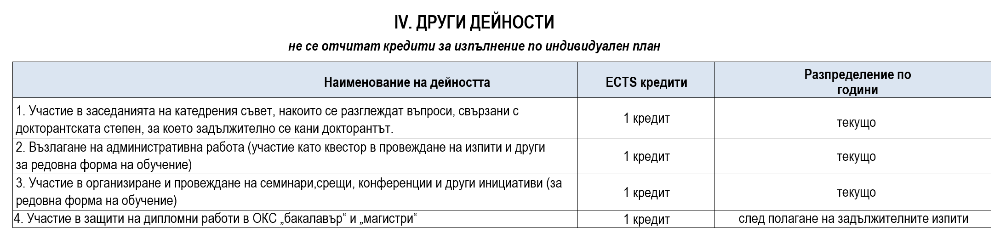 IV. ДРУГИ ДЕЙНОСТИ
не се отчитат кредити за изпълнение по индивидуален план
Наименование на дейността
ECTS кредити
Разпределение по
години
1. Участие в заседанията на катедрения съвет, накоито се разглеждат въпроси, свързани с
докторантската степен, за което задължително се кани докторантът.
1 кредит
текущо
2. Възлагане на административна работа (участие като квестор в провеждане на изпити и други
за редовна форма на обучение)
1 кредит
текущо
3. Участие в организиране и провеждане на семинари,срещи, конференции и други инициативи (за
редовна форма на обучение)
1 кредит
текущо
4. Участие в защити на дипломни работи в ОКС „бакалавър“ и „магистри“
1 кредит
след полагане на задължителните изпити